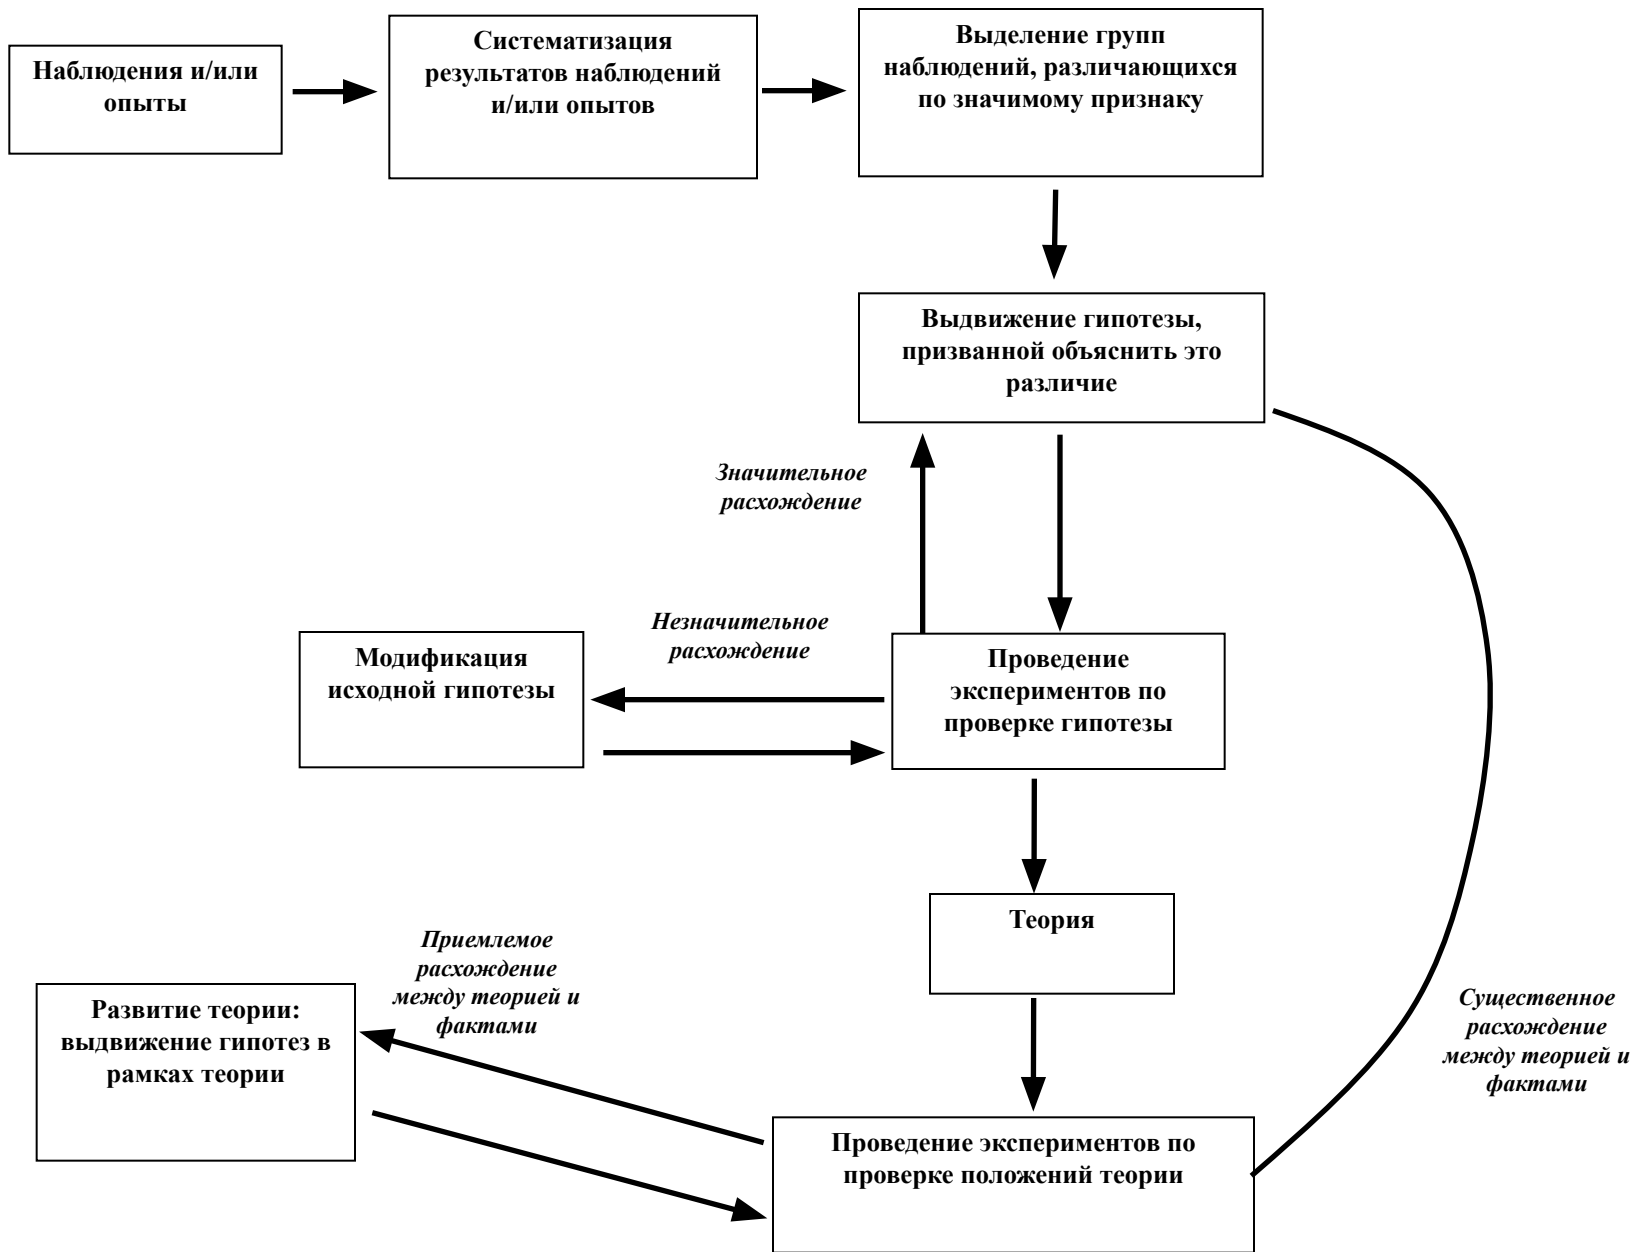 Наблюдения и/или
опыты
Систематизация
результатов наблюдений
и/или опытов
Выделение групп
наблюдений, различающихся
по значимому признаку
Выдвижение гипотезы,
призванной объяснить это
различие
Значительное
расхождение
Незначительное
расхождение
Модификация
исходной гипотезы
Проведение
экспериментов по
проверке гипотезы
Теория
Приемлемое
расхождение
между теорией и
фактами
Развитие теории:
выдвижение гипотез в
рамках теории
Существенное
расхождение
между теорией и
фактами
Проведение экспериментов по
проверке положений теории